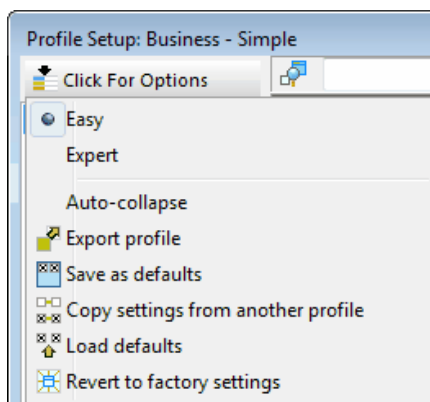 Profile Setup: Business - Simple
Click For Options
Easy
Expert
Auto-collapse
Export profile
Save as defaults
Copy settings from another profile
Load defaults
Revert to factory settings